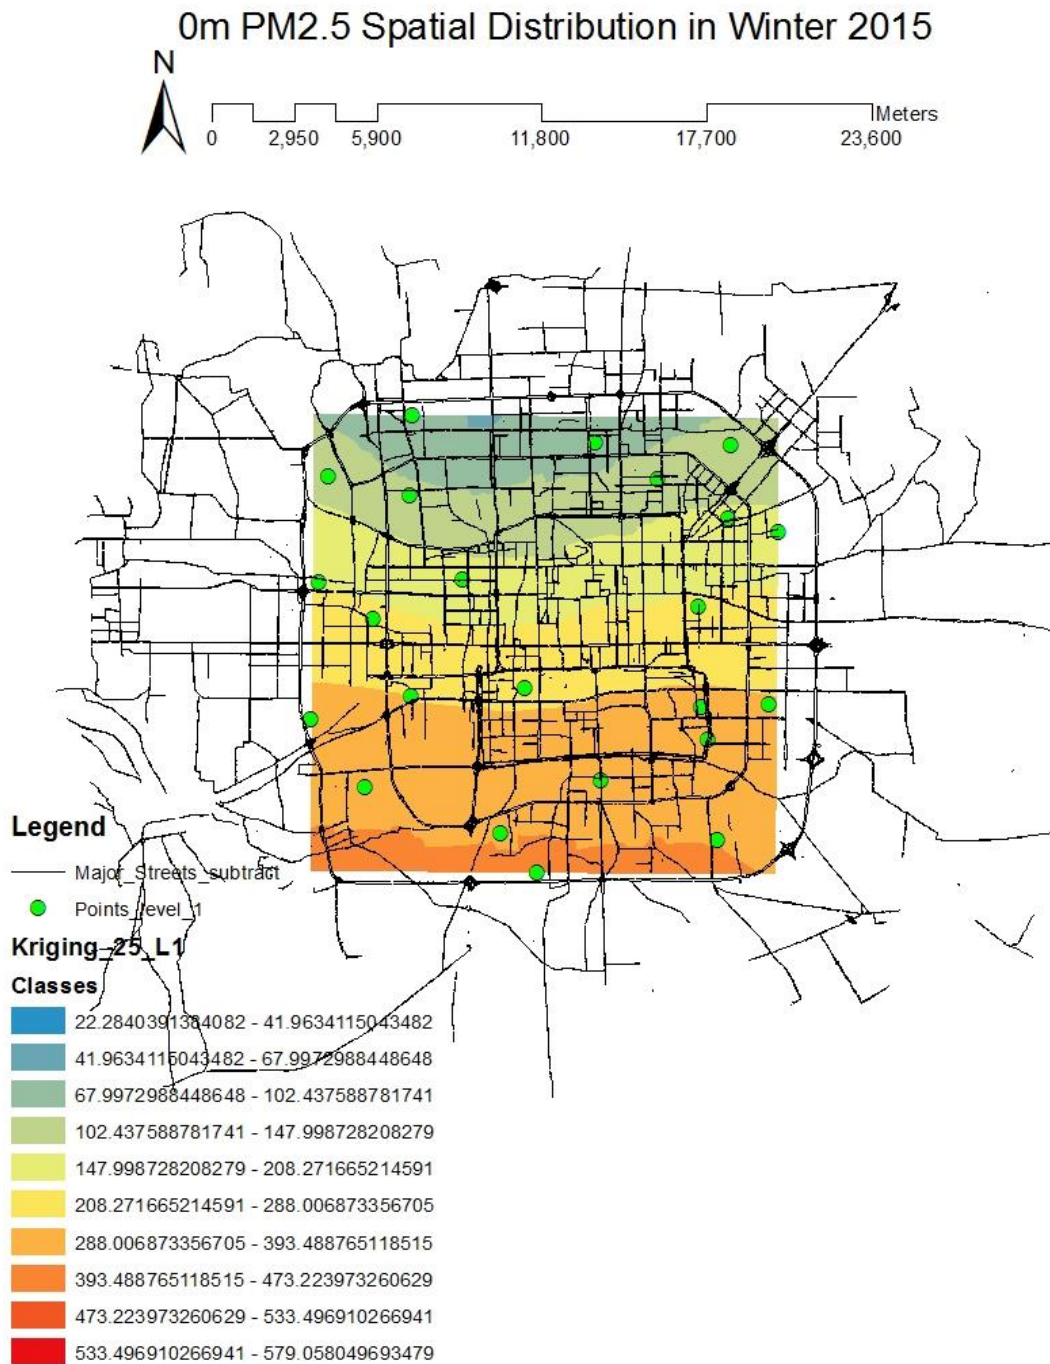 0m PM2.5 Spatial Distribution in Winter 2015
N
Meters
0 2,950 5,900 11,800 17,700 23,600
Legend
Major_Streets_subtract
Points_level_1
Kriging_25_L1
Classes
22.2840391384082 - 41.9634115043482
41.9634115043482 - 67.9972988448648
67.9972988448648 - 102.437588781741
102.437588781741 - 147.998728208279
147.998728208279 - 208.271665214591
208.271665214591 - 288.006873356705
288.006873356705 - 393.488765118515
393.488765118515 - 473.223973260629
473.223973260629 - 533.496910266941
533.496910266941 - 579.058049693479